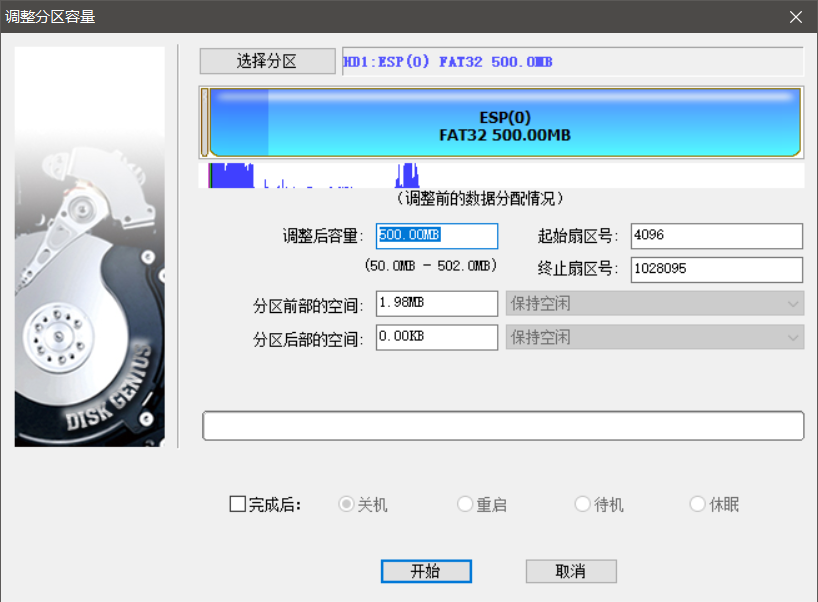 调整分区容量
选择分区
HD1:ESP(0) FAT32 500.0MB
ESP(0)
FAT32 500.00MB
(调整前的数据分配情况)
调整后容量: 500.00MB 起始扇区号: 4096
(50.0MB - 502.0MB) 终止扇区号: 1028095
分区前部的空间: 1.98MB 保持空闲
分区后部的空间: 0.00KB 保持空闲
DISK GENIUS
完成后: 关机 重启 待机 休眠
开始 取消